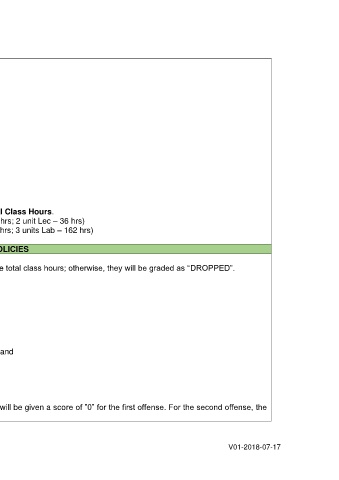 l Class Hours.
hrs; 2 unit Lec – 36 hrs)
hrs; 3 units Lab – 162 hrs)
OLICIES
e total class hours; otherwise, they will be graded as “DROPPED”.
and
will be given a score of "0" for the first offense. For the second offense, the
V01-2018-07-17